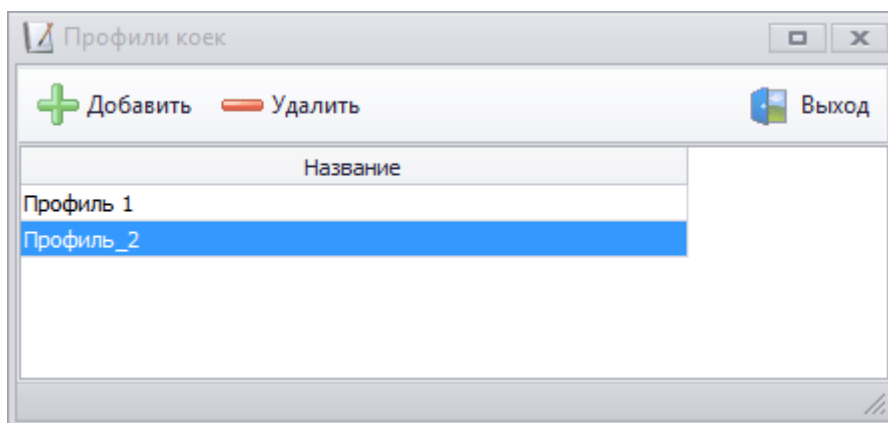 Профили коек
Добавить Удалить Выход
Название
Профиль 1
Профиль_2